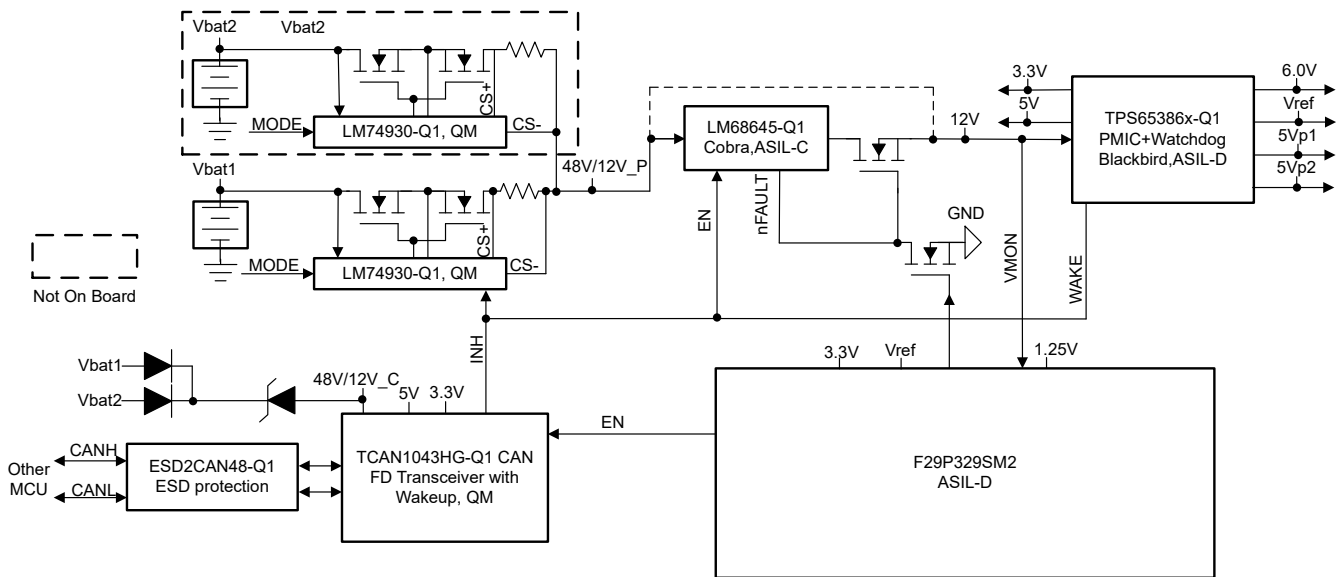 Vbat2
Vbat2
CS+
MODE
LM74930-Q1, QM
CS-
Vbat1
48V/12V_P
CS+
MODE
LM74930-Q1, QM
CS-
Not On Board
LM68645-Q1
Cobra,ASIL-C
EN
nFAULT
GND
12V
VMON
WAKE
3.3V
5V
TPS65386x-Q1
PMIC+Watchdog
Blackbird,ASIL-D
6.0V
Vref
5Vp1
5Vp2
INH
Vbat1
Vbat2
48V/12V_C
5V
3.3V
Other
MCU
CANH
CANL
ESD2CAN48-Q1
ESD protection
TCAN1043HG-Q1 CAN
FD Transceiver with
Wakeup, QM
EN
3.3V
Vref
1.25V
F29P329SM2
ASIL-D